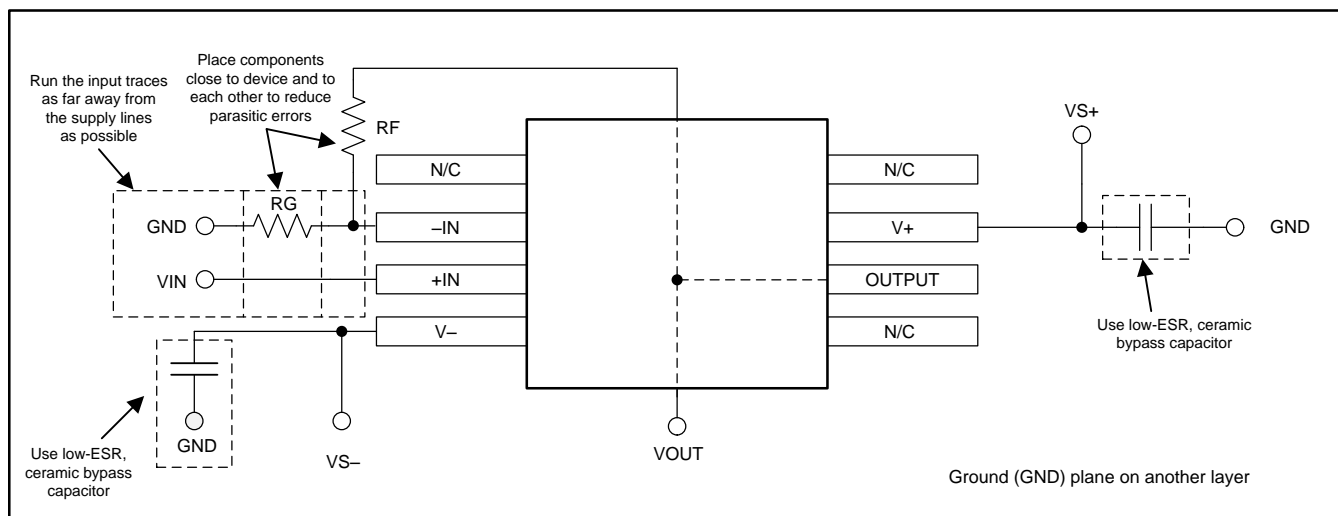 Run the input traces
as far away from
the supply lines
as possible
Place components
close to device and to
each other to reduce
parasitic errors
RF
VS+
N/C
N/C
RG
GND
–IN
V+
GND
VIN
+IN
OUTPUT
V–
N/C
Use low-ESR, ceramic
bypass capacitor
GND
VS–
VOUT
Use low-ESR,
ceramic bypass
capacitor
Ground (GND) plane on another layer